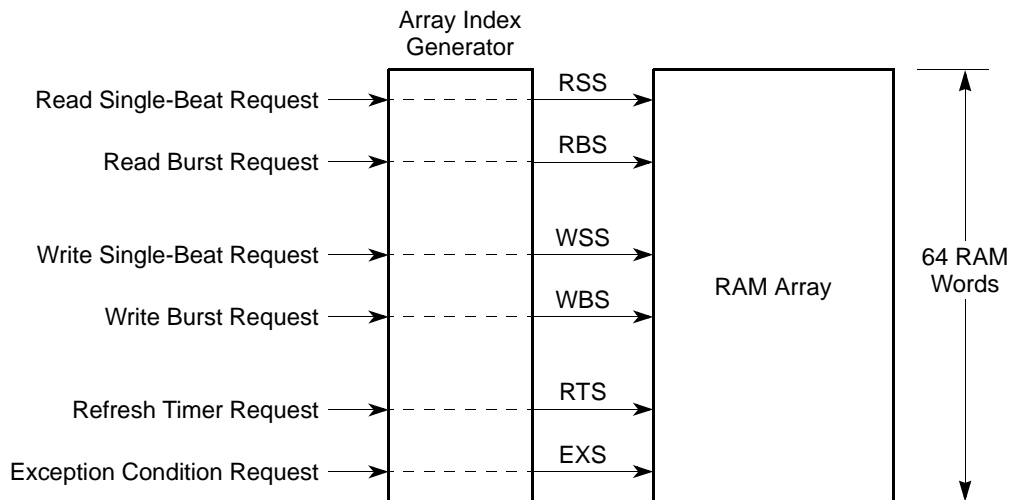 Array Index
Generator
Read Single-Beat Request
RSS
Read Burst Request
RBS
Write Single-Beat Request
WSS
Write Burst Request
WBS
RAM Array
64 RAM
Words
Refresh Timer Request
RTS
Exception Condition Request
EXS